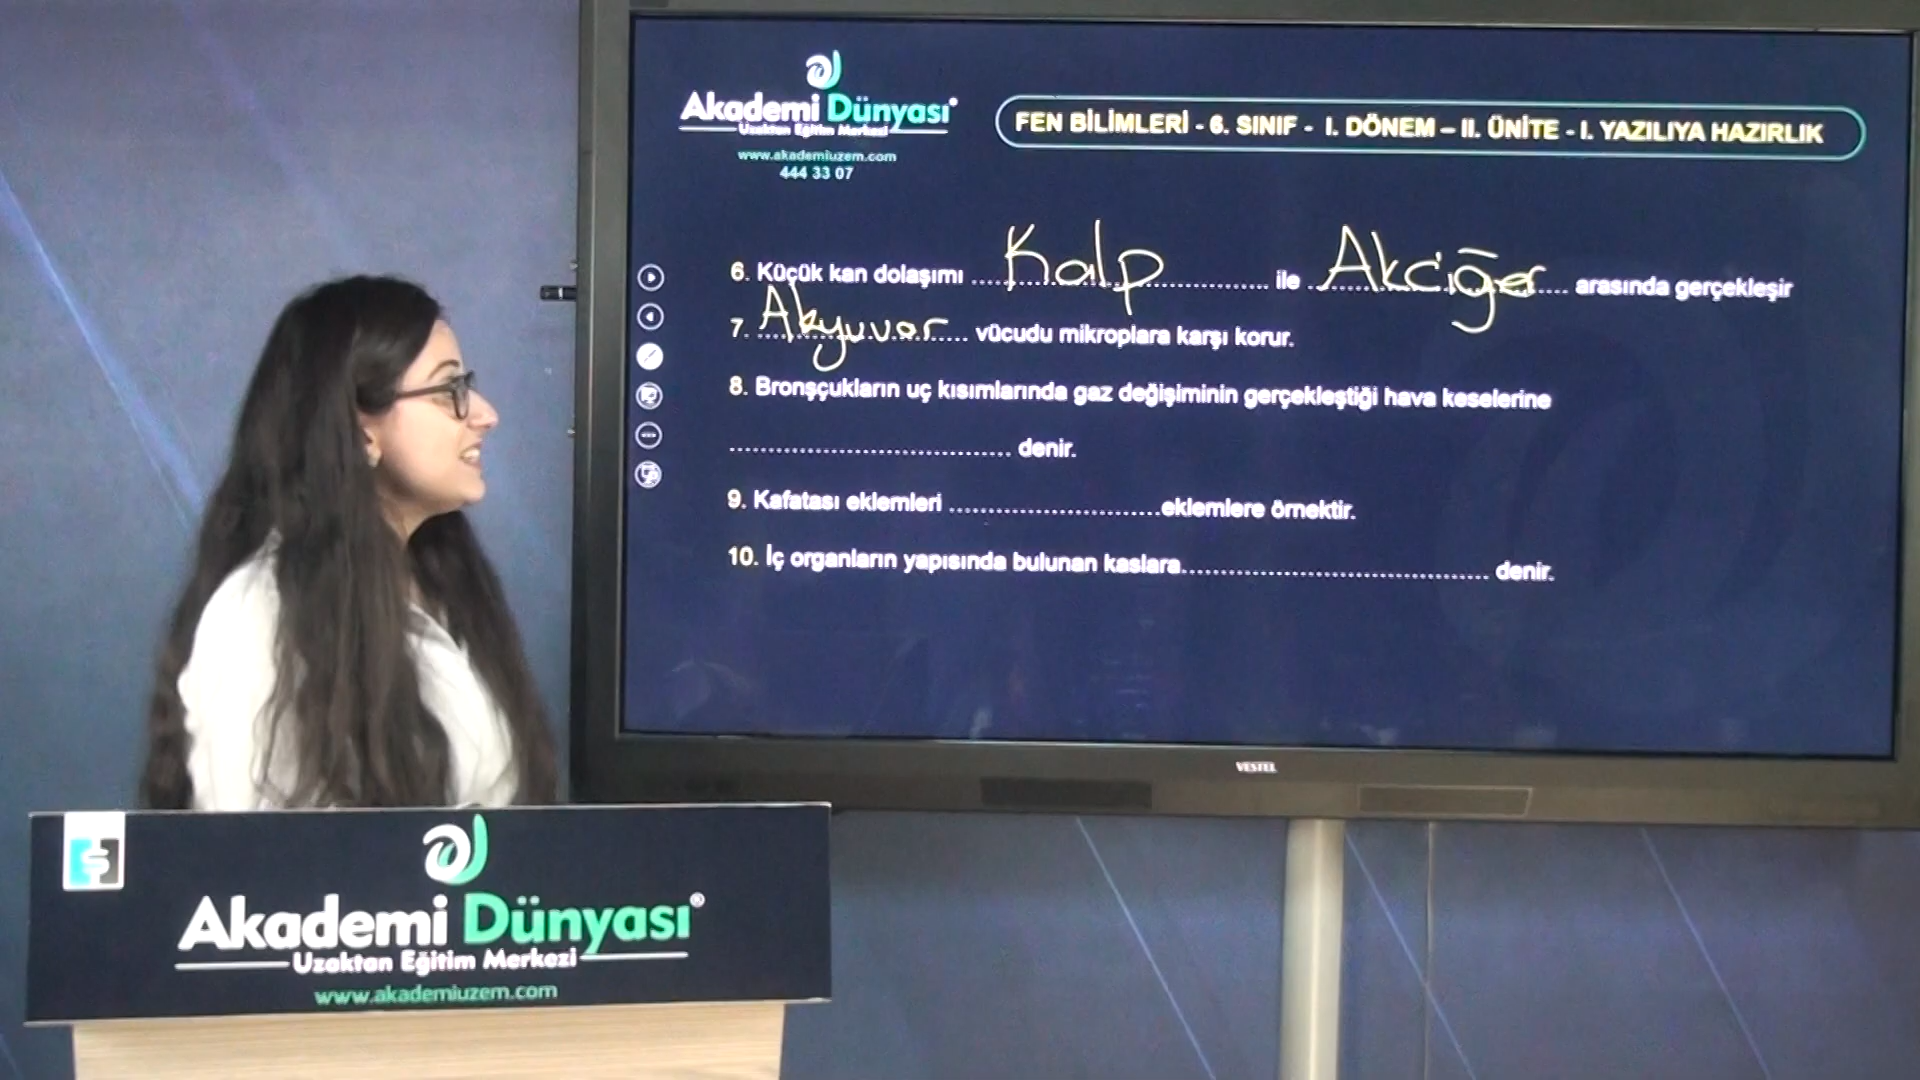 Akademi Dünyası®
Uzaktan Eğitim Merkezi
www.akademiuzem.com
444 33 07
FEN BİLİMLERİ - 6. SINIF - I. DÖNEM – II. ÜNİTE - I. YAZILIYA HAZIRLIK
6. Küçük kan dolaşımı ...Kalp... ile ...Akciğer... arasında gerçekleşir
7. ...Akyuvar... vücudu mikroplara karşı korur.
8. Bronşçukların uç kısımlarında gaz değişiminin gerçekleştiği hava keselerine
.................................... denir.
9. Kafatası eklemleri ...........................eklemlere örnektir.
10. İç organların yapısında bulunan kaslara....................................... denir.
VESTEL
Akademi Dünyası®
Uzaktan Eğitim Merkezi
www.akademiuzem.com